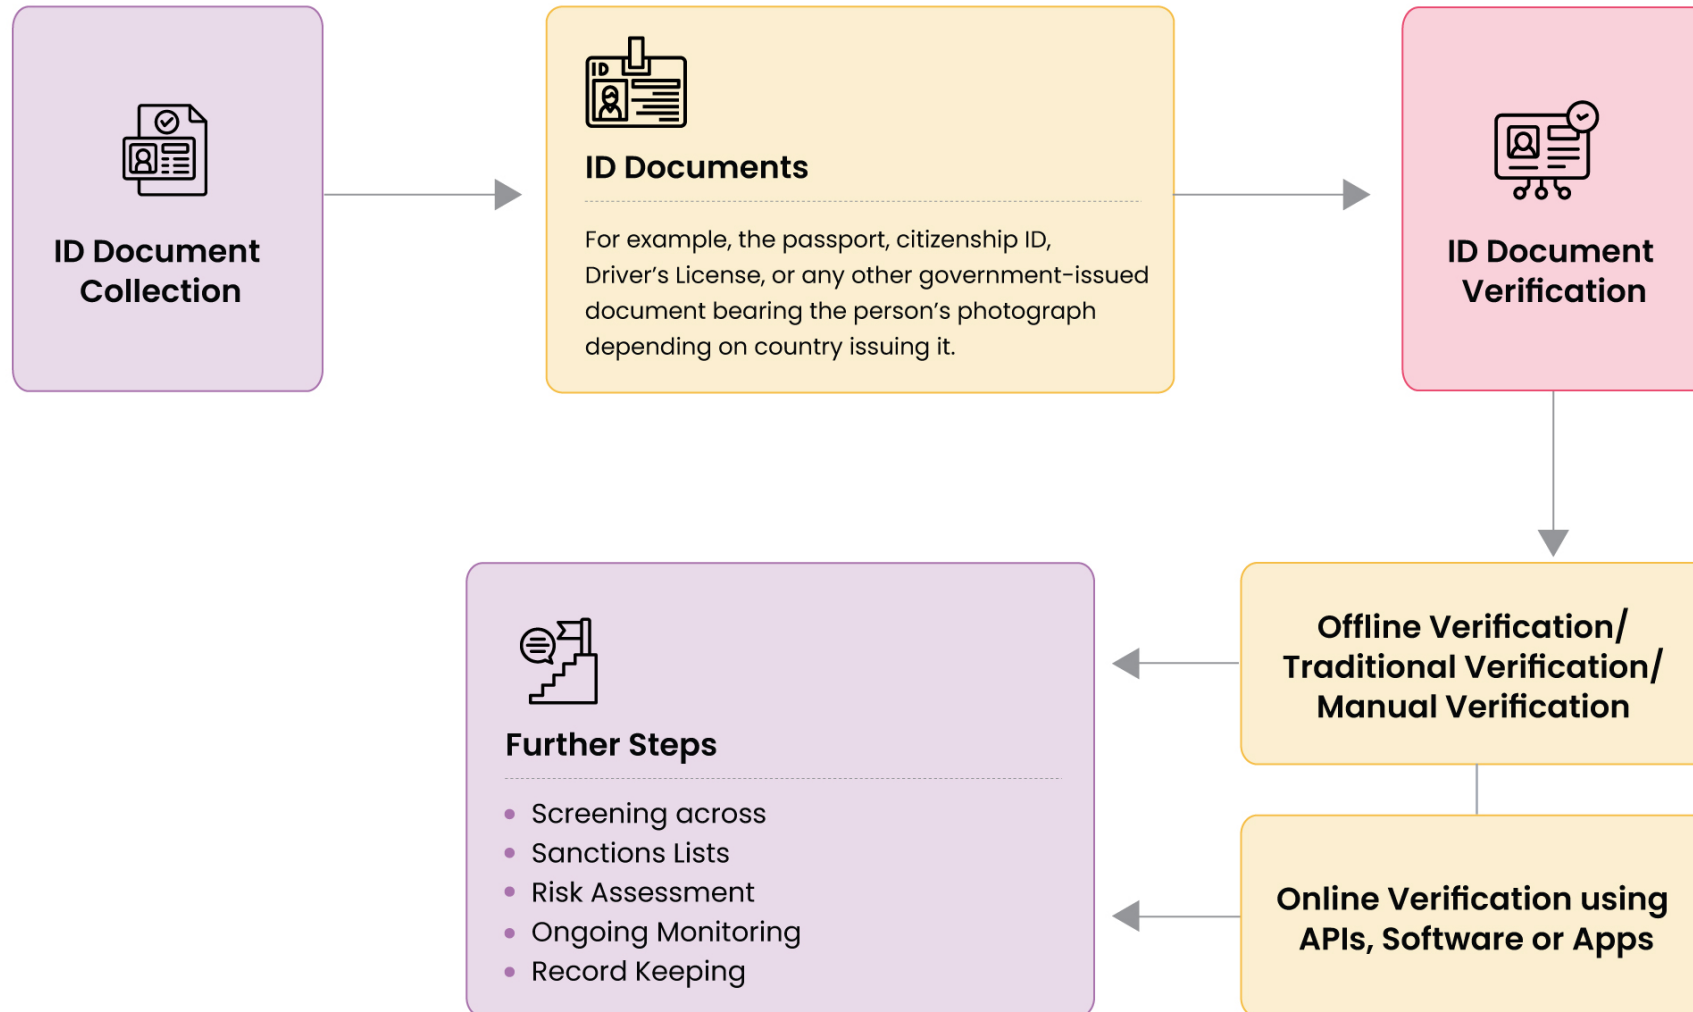 ID Document
Collection
ID
ID Documents
For example, the passport, citizenship ID,
Driver’s License, or any other government-issued
document bearing the person’s photograph
depending on country issuing it.
ID Document
Verification
Offline Verification/
Traditional Verification/
Manual Verification
Online Verification using
APIs, Software or Apps
Further Steps
Screening across
Sanctions Lists
Risk Assessment
Ongoing Monitoring
Record Keeping